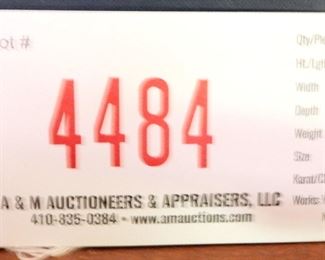 ot #
4484
A & M AUCTIONEERS & APPRAISERS, LLC
410-835-0384 • www.amauctions.com
Qty/Pie
Ht./Lgt
Width
Depth
Weight
Size
Karat/C
Works